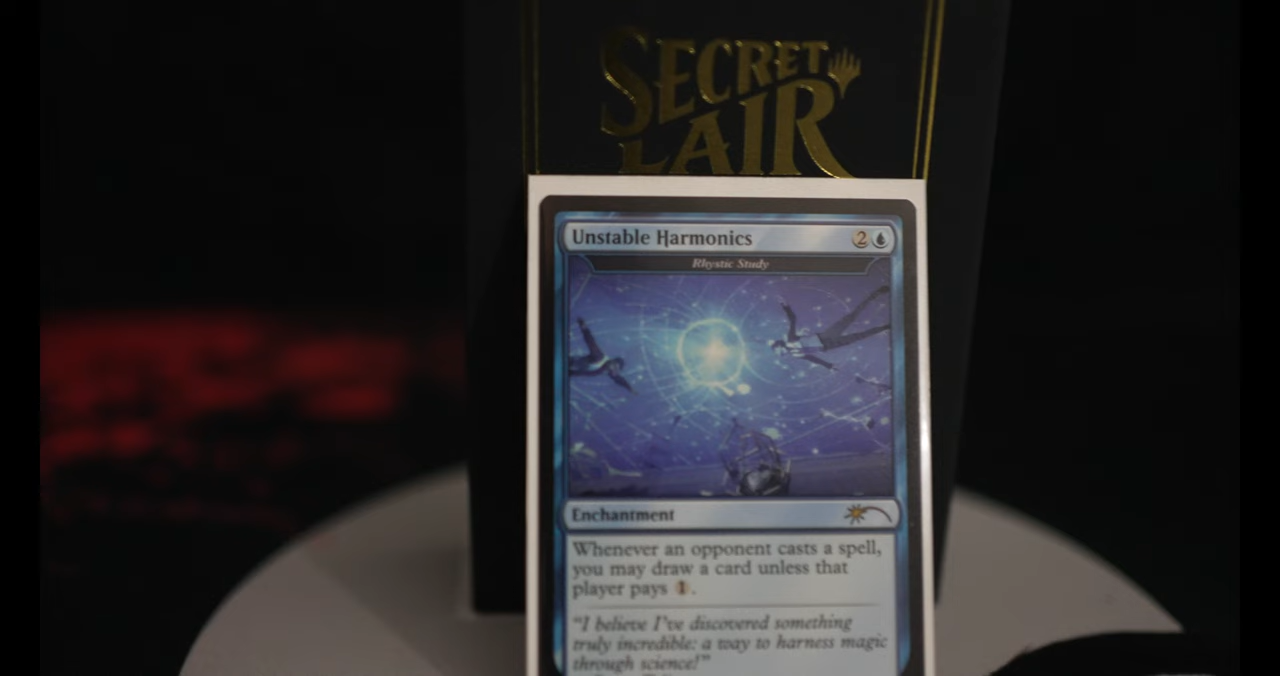 SECRET
LAIR
Unstable Harmonics 2
Rhystic Study
Enchantment
Whenever an opponent casts a spell,
you may draw a card unless that
player pays 1.
"I believe I've discovered something
truly incredible: a way to harness magic
through science!"